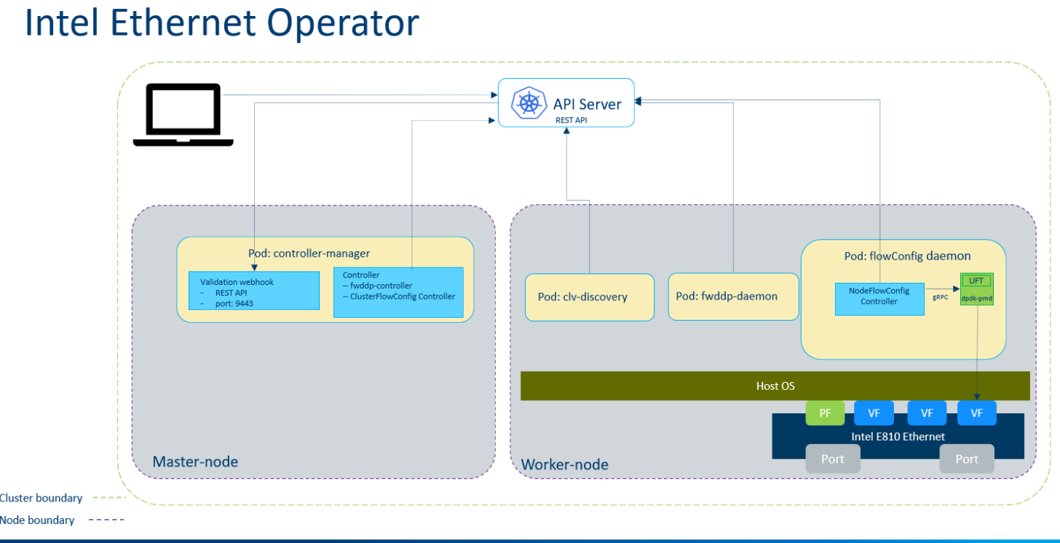 Intel Ethernet Operator
API Server
REST API
Pod: controller-manager
Validation webhook
- REST API
- port: 9443
Controller
-- fwddp-controller
-- ClusterFlowConfig Controller
Master-node
Pod: clv-discovery
Pod: fwddp-daemon
Pod: flowConfig daemon
NodeFlowConfig
Controller
gRPC
UFT
dpdk-pmd
Host OS
PF
VF
VF
VF
Intel E810 Ethernet
Port
Port
Worker-node
Cluster boundary
Node boundary